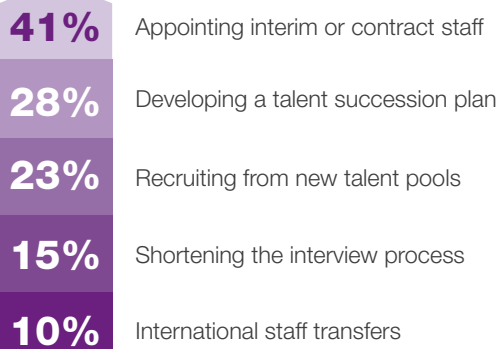 41% Appointing interim or contract staff
28% Developing a talent succession plan
23% Recruiting from new talent pools
15% Shortening the interview process
10% International staff transfers